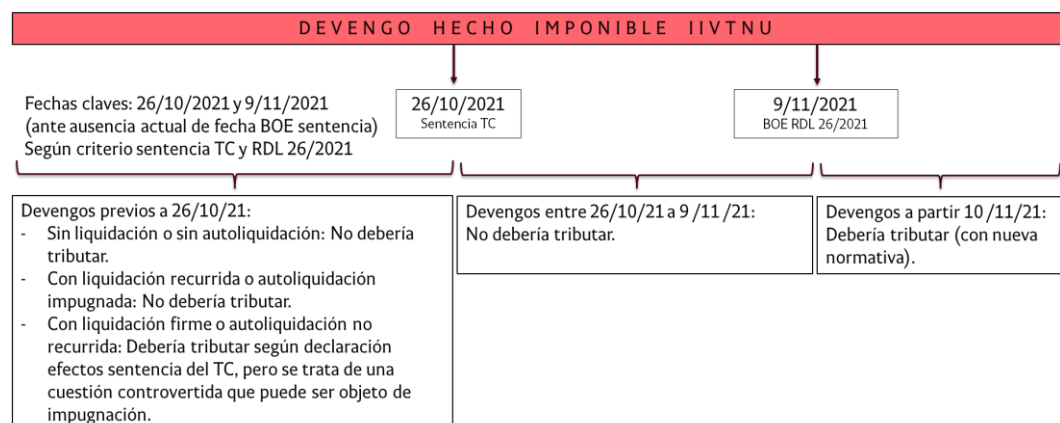 DEVENGO HECHO IMPONIBLE IIVTNU
Fechas claves: 26/10/2021 y 9/11/2021
(ante ausencia actual de fecha BOE sentencia)
Según criterio sentencia TC y RDL 26/2021
26/10/2021
Sentencia TC
9/11/2021
BOE RDL 26/2021
Devengos previos a 26/10/21:
- Sin liquidación o sin autoliquidación: No debería
tributar.
- Con liquidación recurrida o autoliquidación
impugnada: No debería tributar.
- Con liquidación firme o autoliquidación no
recurrida: Debería tributar según declaración
efectos sentencia del TC, pero se trata de una
cuestión controvertida que puede ser objeto de
impugnación.
Devengos entre 26/10/21 a 9 /11 /21:
No debería tributar.
Devengos a partir 10 /11/21:
Debería tributar (con nueva
normativa).